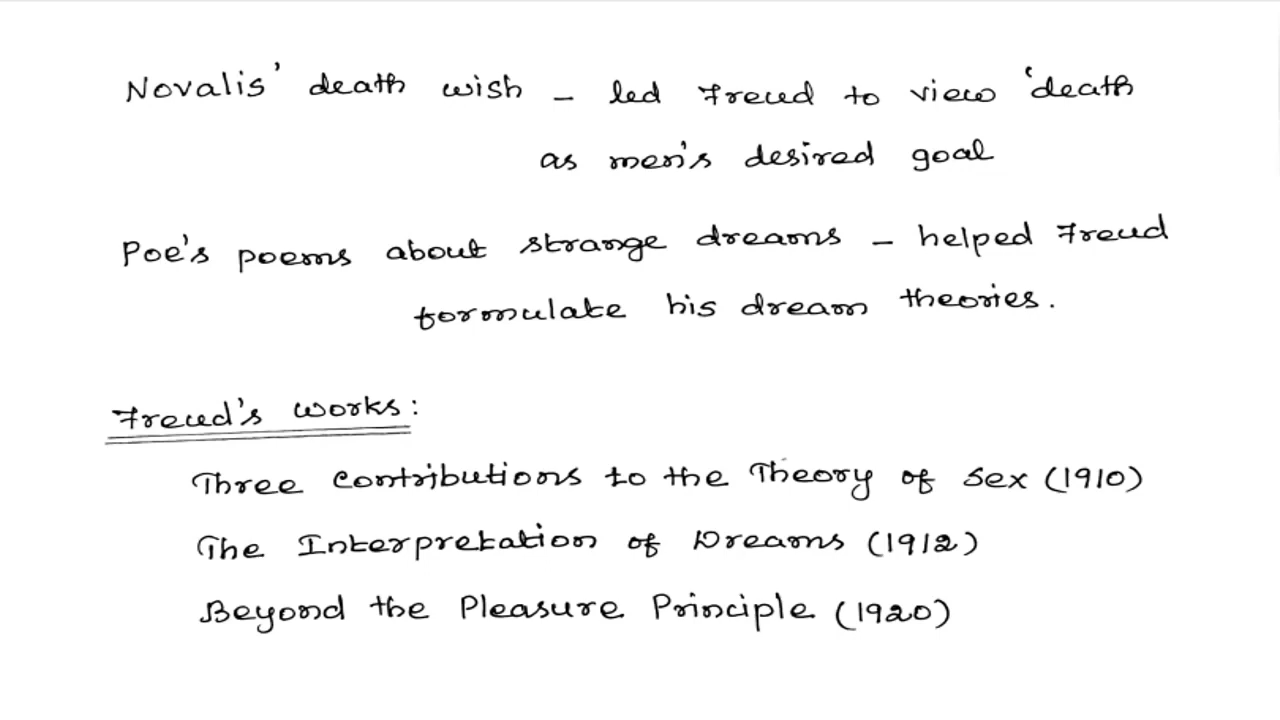 Novalis' death wish - led Freud to view 'death
as men's desired goal
Poe's poems about strange dreams - helped Freud
formulate his dream theories.
Freud's works:
Three Contributions to the Theory of Sex (1910)
The Interpretation of Dreams (1912)
Beyond the Pleasure Principle (1920)